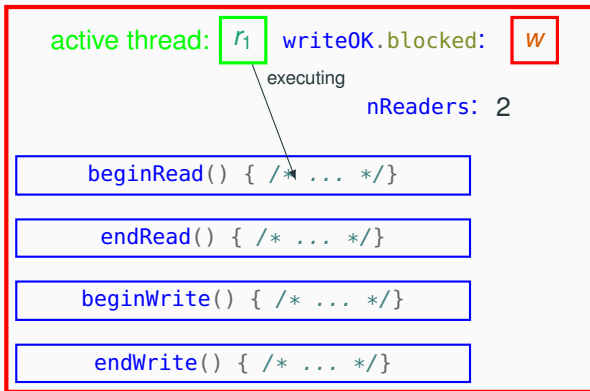 active thread: r1 writeOK.blocked: w
executing
nReaders: 2
beginRead() { /* ... */}
endRead() { /* ... */}
beginWrite() { /* ... */}
endWrite() { /* ... */}